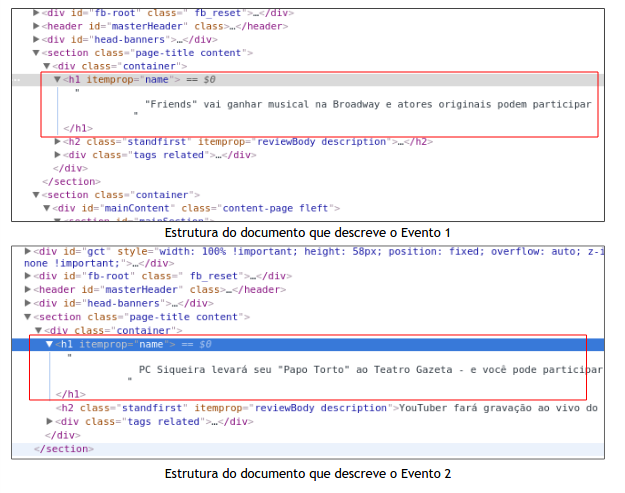 ▶<div id="fb-root" class=" fb_reset">…</div>
▶<header id="masterHeader" class>…</header>
▶<div id="head-banners">…</div>
▼<section class="page-title content">
▼<div class="container">
… ▼<h1 itemprop="name"> == $0
"
"Friends" vai ganhar musical na Broadway e atores originais podem participar
"
</h1>
▶<h2 class="standfirst" itemprop="reviewBody description">…</h2>
▶<div class="tags related">…</div>
</div>
</section>
▼<section class="container">
▼<div id="mainContent" class="content-page fleft">
▼<section id="mainSection">
Estrutura do documento que descreve o Evento 1
▶<div id="gct" style="width: 100% !important; height: 58px; position: fixed; overflow: auto; z-i
none !important;">…</div>
▶<div id="fb-root" class=" fb_reset">…</div>
▶<header id="masterHeader" class>…</header>
▶<div id="head-banners">…</div>
▼<section class="page-title content">
▼<div class="container">
▼<h1 itemprop="name"> == $0
"
PC Siqueira levará seu "Papo Torto" ao Teatro Gazeta - e você pode participar
"
</h1>
<h2 class="standfirst" itemprop="reviewBody description">YouTuber fará gravação ao vivo do
▶<div class="tags related">…</div>
</div>
</section>
Estrutura do documento que descreve o Evento 2